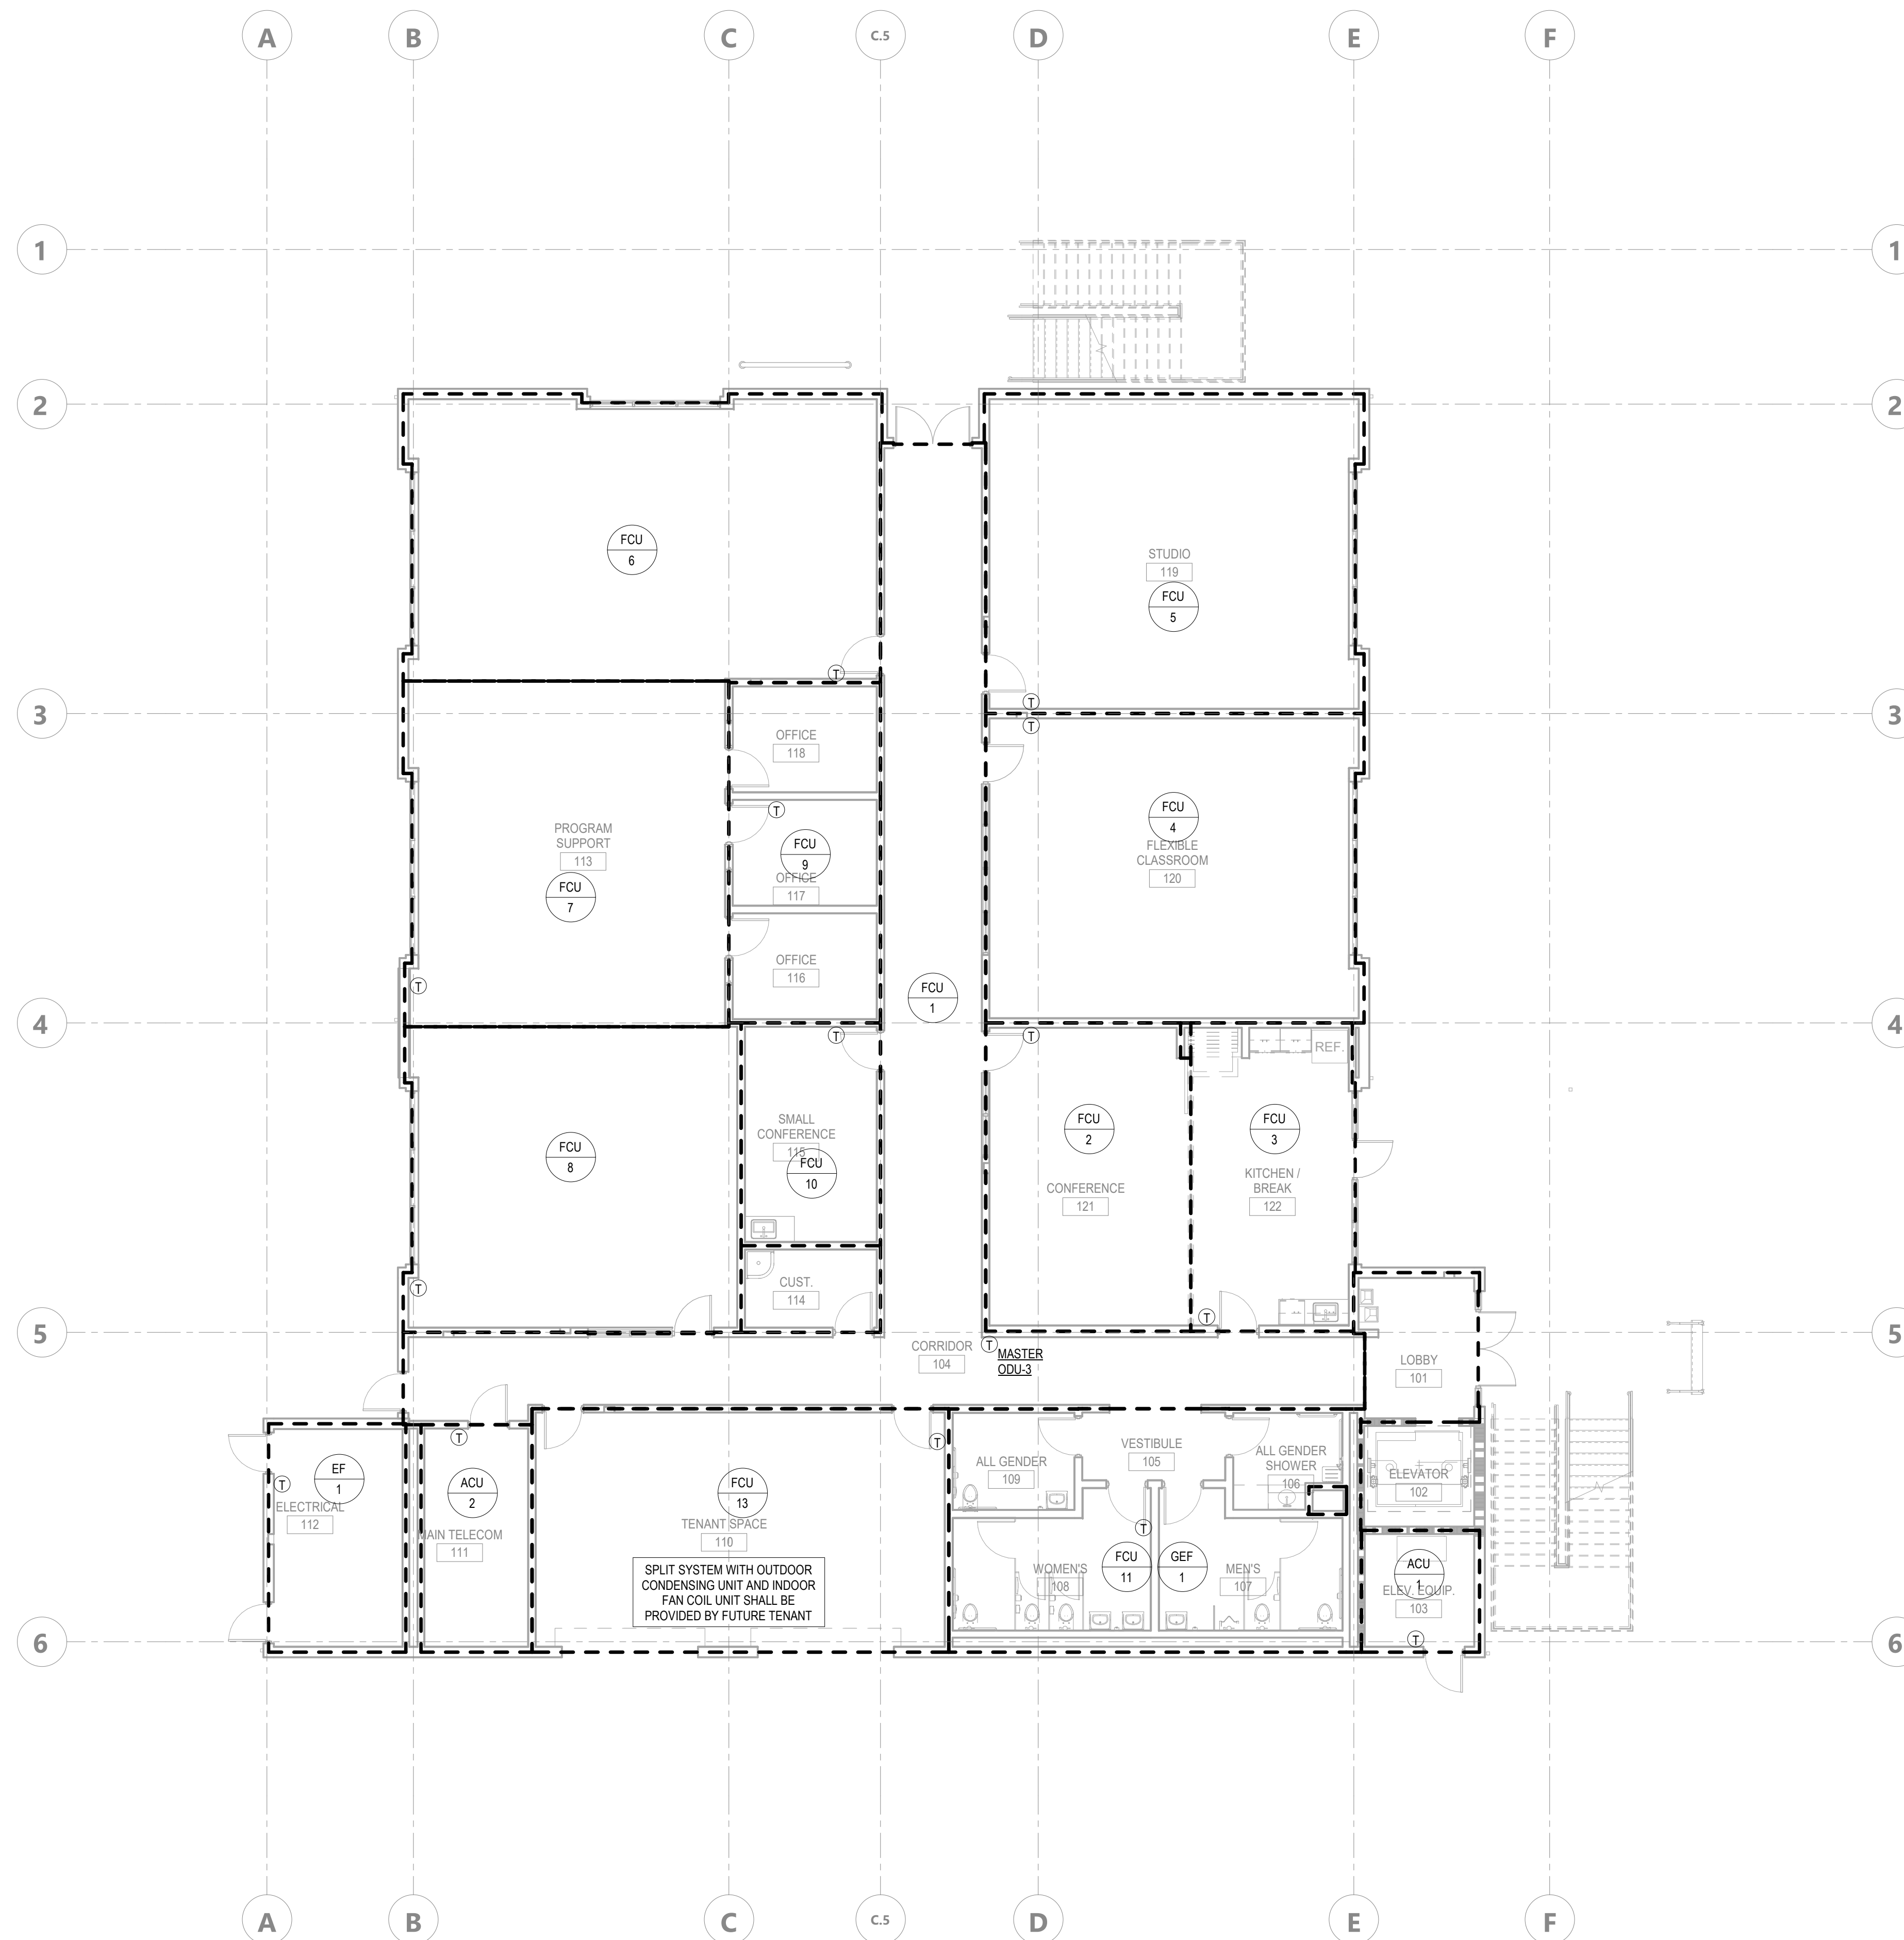 A
B
C
C.5
D
E
F
1
1
2
2
FCU
6
STUDIO
119
FCU
5
T
T
3
3
T
OFFICE
118
T
FCU
4
FLEXIBLE
CLASSROOM
120
PROGRAM
SUPPORT
113
FCU
7
FCU
9
OFFICE
117
OFFICE
116
T
FCU
1
4
4
T
T
REF.
FCU
8
SMALL
CONFERENCE
115
FCU
10
FCU
2
CONFERENCE
121
FCU
3
KITCHEN /
BREAK
122
T
CUST.
114
T
5
5
T
MASTER
ODU-3
CORRIDOR
104
LOBBY
101
T
T
T
EF
1
ELECTRICAL
112
ACU
2
MAIN TELECOM
111
FCU
13
TENANT SPACE
110
SPLIT SYSTEM WITH OUTDOOR
CONDENSING UNIT AND INDOOR
FAN COIL UNIT SHALL BE
PROVIDED BY FUTURE TENANT
ALL GENDER
109
VESTIBULE
105
ALL GENDER
SHOWER
106
ELEVATOR
102
T
WOMEN'S
108
FCU
11
GEF
1
MEN'S
107
ACU
1
ELEV. EQUIP.
103
T
6
6
A
B
C
C.5
D
E
F